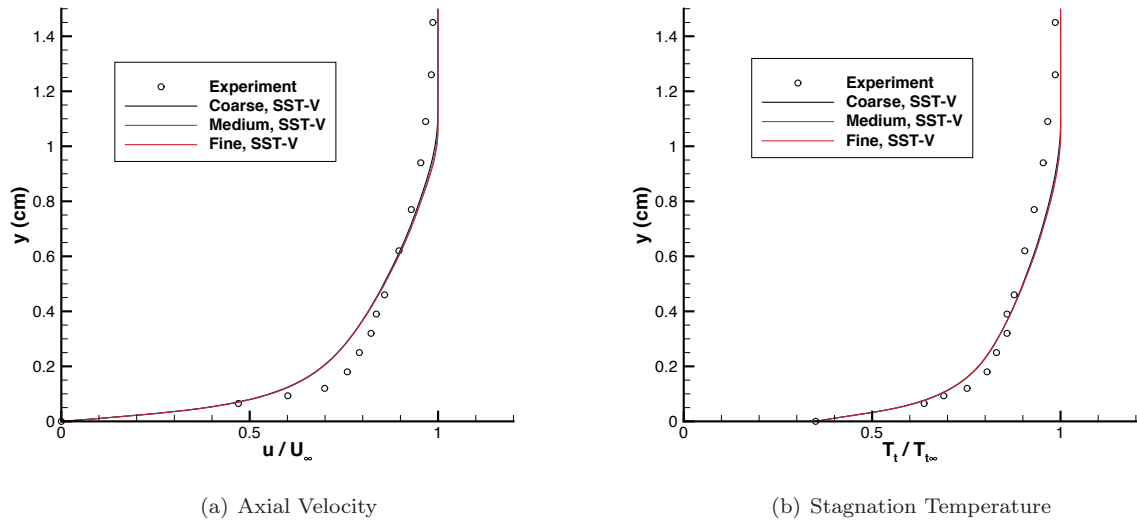 1.4
1.2
1
0.8
0.6
0.4
0.2
0
y (cm)
Experiment
Coarse, SST-V
Medium, SST-V
Fine, SST-V
0
0.5
1
u / U∞
(a) Axial Velocity
1.4
1.2
1
0.8
0.6
0.4
0.2
0
y (cm)
Experiment
Coarse, SST-V
Medium, SST-V
Fine, SST-V
0
0.5
1
Tt / Tt∞
(b) Stagnation Temperature